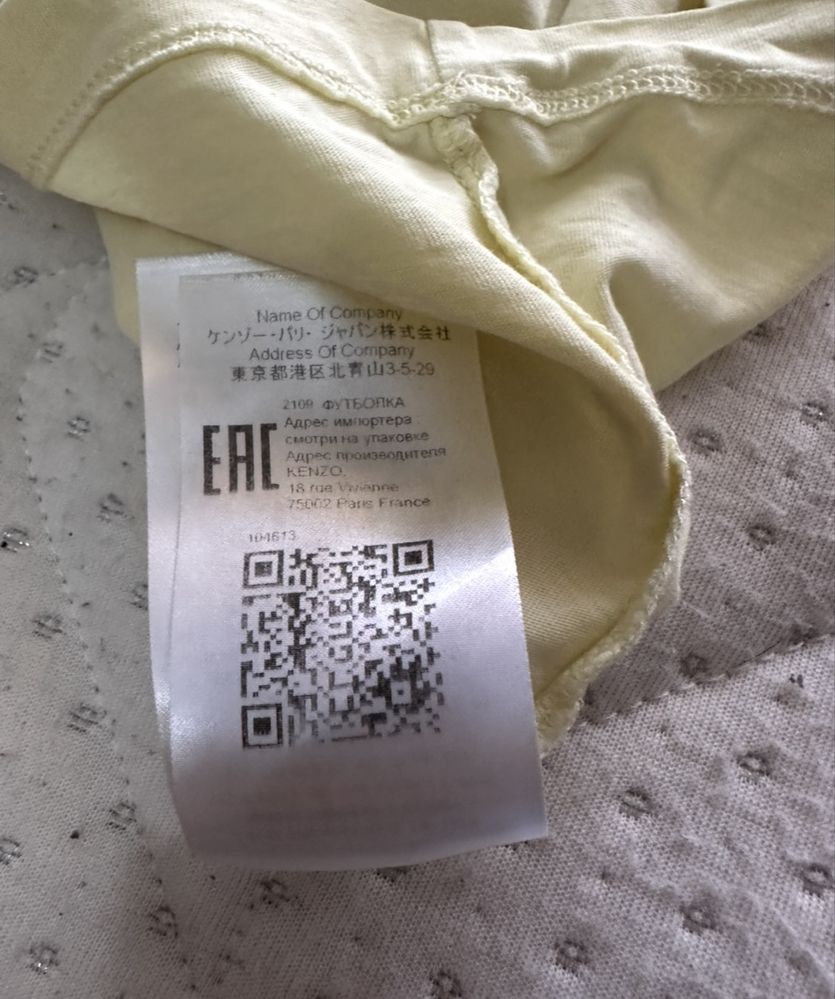 Name Of Company
ケンゾー・パリ・ジャパン株式会社
Address Of Company
東京都港区北青山3-5-29
2109 ФУТБОЛКА
Адрес импортера :
смотри на упаковке
Адрес производителя
KENZO,
18 rue Vivienne
75002 Paris France
EAC
104613